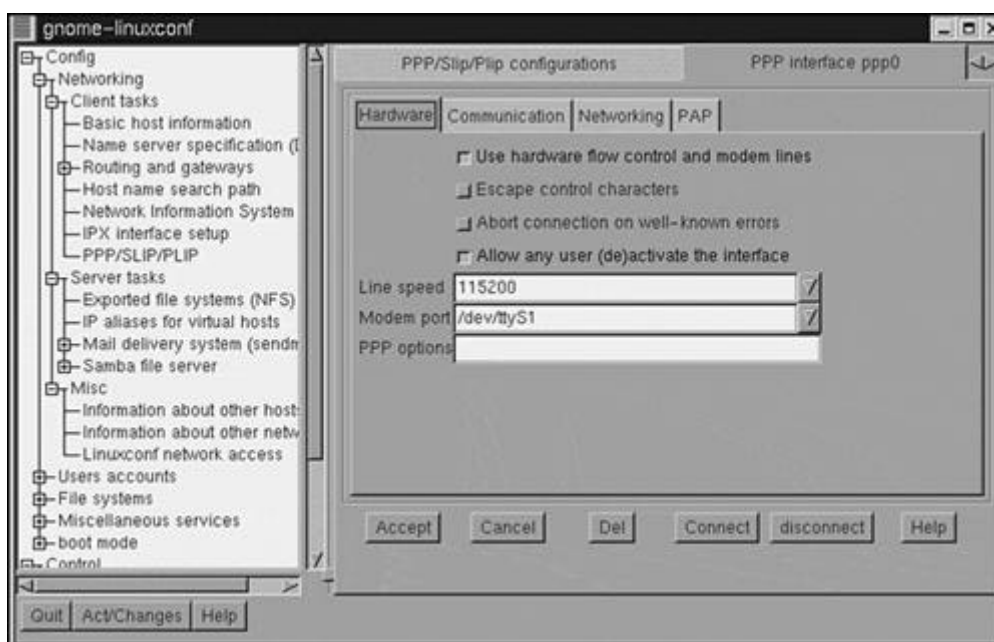 gnome-linuxconf
Config
Networking
Client tasks
Basic host information
Name server specification (D
Routing and gateways
Host name search path
Network Information System
IPX interface setup
PPP/SLIP/PLIP
Server tasks
Exported file systems (NFS)
IP aliases for virtual hosts
Mail delivery system (sendm
Samba file server
Misc
Information about other hosts
Information about other netw
Linuxconf network access
Users accounts
File systems
Miscellaneous services
boot mode
Control
Quit Act/Changes Help
PPP/Slip/Plip configurations PPP interface ppp0
Hardware Communication Networking PAP
Use hardware flow control and modem lines
Escape control characters
Abort connection on well-known errors
Allow any user (de)activate the interface
Line speed 115200
Modem port /dev/ttyS1
PPP options
Accept Cancel Del Connect disconnect Help